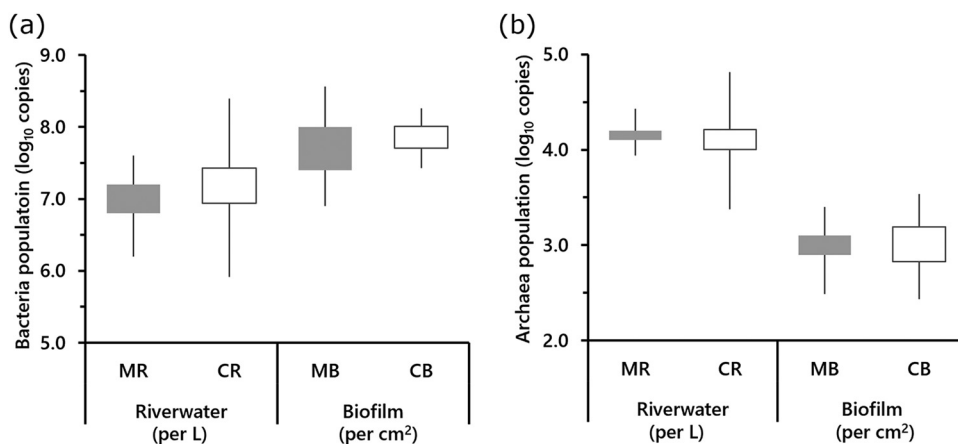 (a)
Bacteria populatoin (log10 copies)
9.0
8.0
7.0
6.0
5.0
MR CR MB CB
Riverwater Biofilm
(per L) (per cm²)
(b)
Archaea population (log10 copies)
5.0
4.0
3.0
2.0
MR CR MB CB
Riverwater Biofilm
(per L) (per cm²)